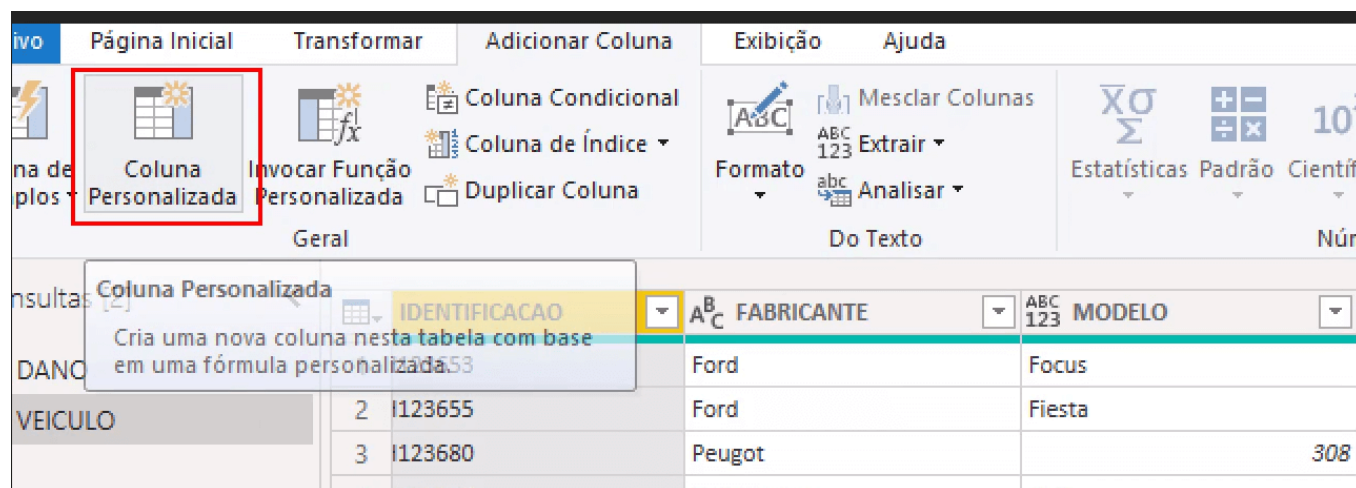 ivo Página Inicial Transformar Adicionar Coluna Exibição Ajuda
Coluna Condicional Mesclar Colunas
Coluna de Índice Extrair
na de Coluna Invocar Função Formato Estatísticas Padrão Científ
plos Personalizada Personalizada Duplicar Coluna Analisar
Geral Do Texto Núr
nsultas [2]
Coluna Personalizada
Cria uma nova coluna nesta tabela com base
em uma fórmula personalizada.
IDENTIFICACAO FABRICANTE MODELO
DANO Ford Focus
VEICULO 2 I123655 Ford Fiesta
3 I123680 Peugot 308